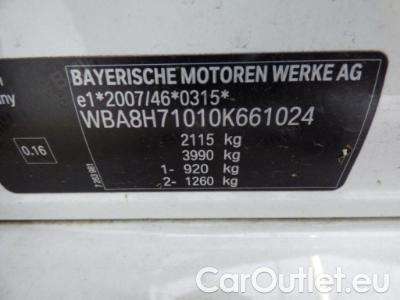 BAYERISCHE MOTOREN WERKE AG
e1*2007/46*0315*
WBA8H71010K661024
2115 kg
3990 kg
1- 920 kg
2- 1260 kg
0.16
CarOutlet.eu